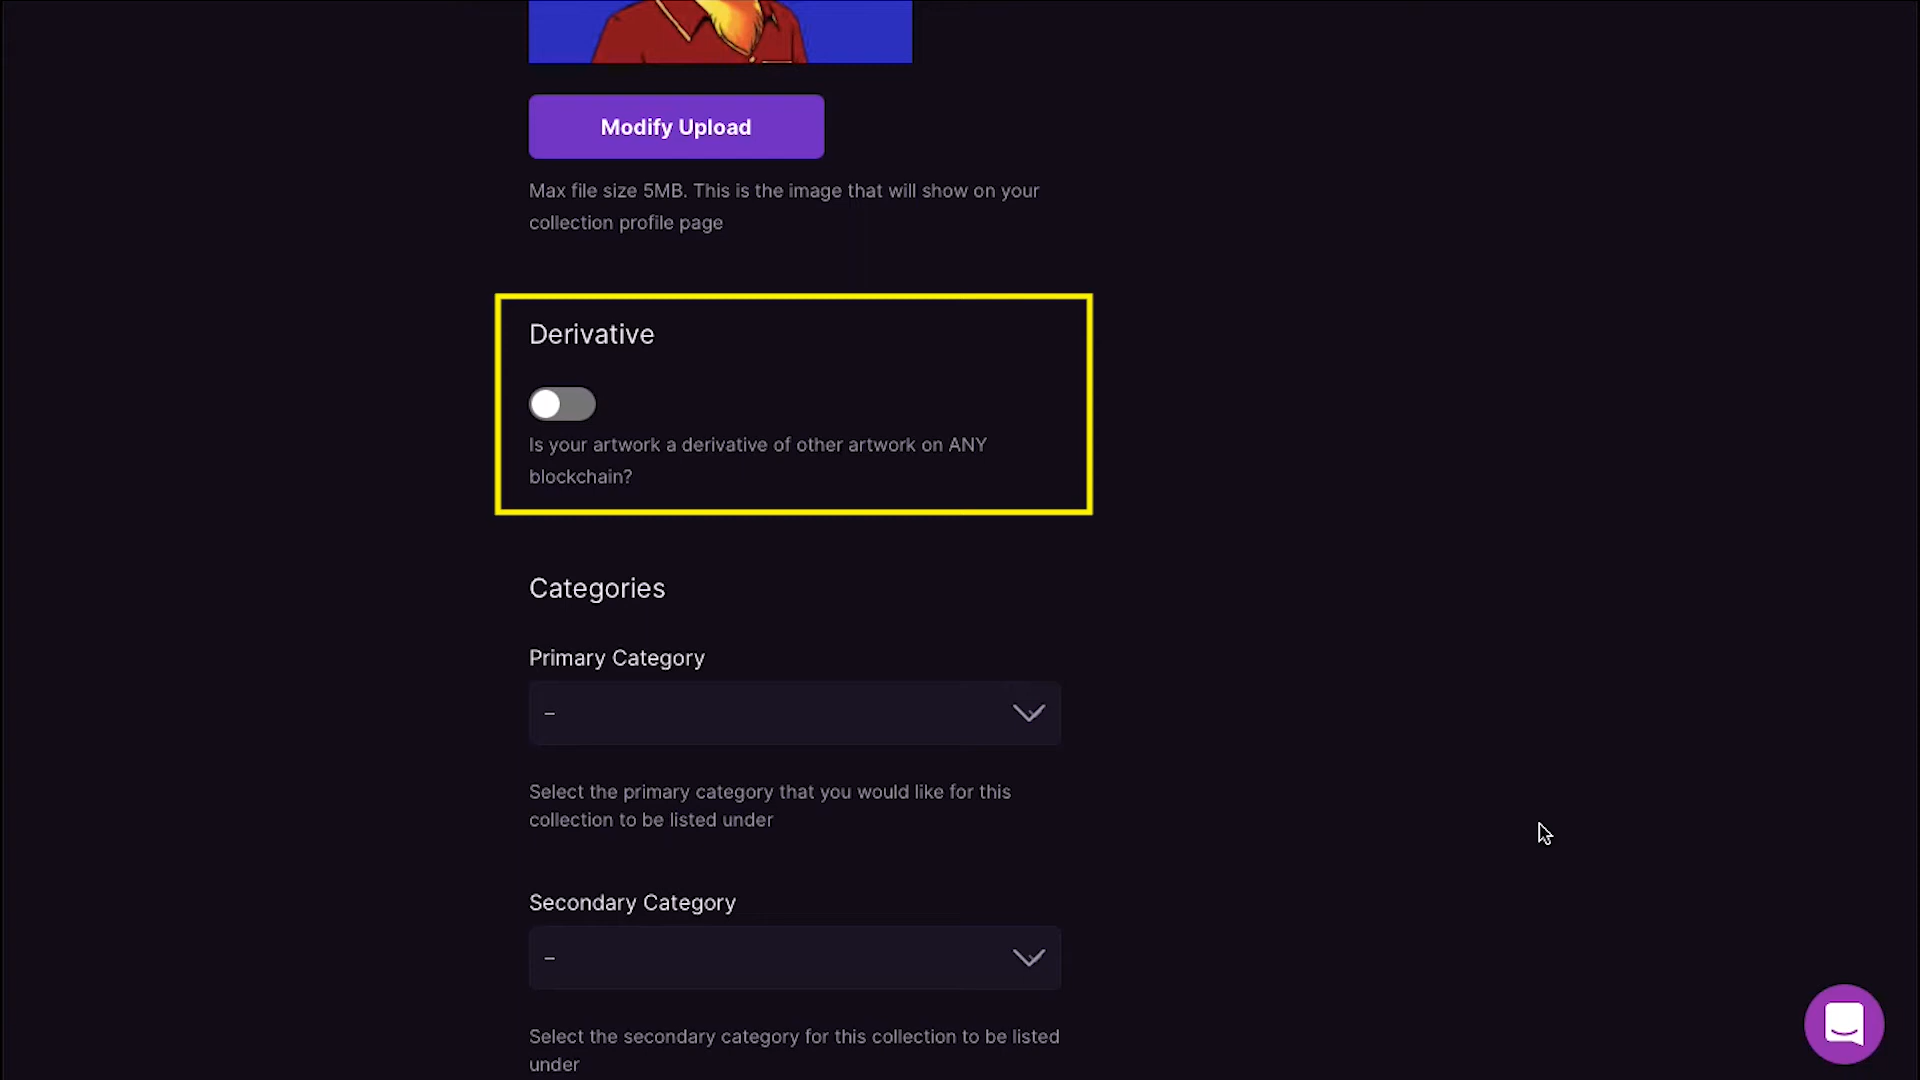 Modify Upload
Max file size 5MB. This is the image that will show on your
collection profile page
Derivative
Is your artwork a derivative of other artwork on ANY
blockchain?
Categories
Primary Category
–
Select the primary category that you would like for this
collection to be listed under
Secondary Category
–
Select the secondary category for this collection to be listed
under